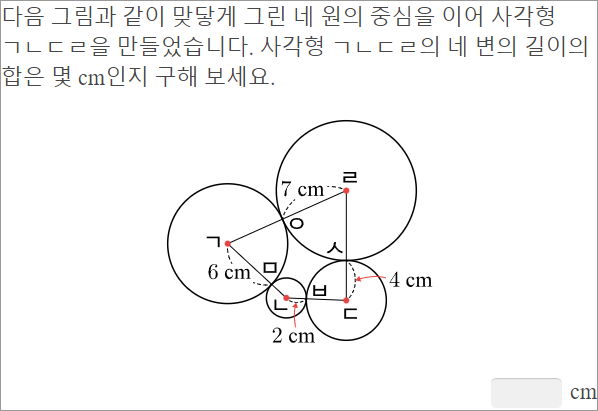 다음 그림과 같이 맞닿게 그린 네 원의 중심을 이어 사각형
ㄱㄴㄷㄹ을 만들었습니다. 사각형 ㄱㄴㄷㄹ의 네 변의 길이의
합은 몇 cm인지 구해 보세요.
ㄹ
7 cm
ㅇ
ㄱ
ㅅ
6 cm
ㅁ
4 cm
ㅂ
ㄴ
ㄷ
2 cm
cm